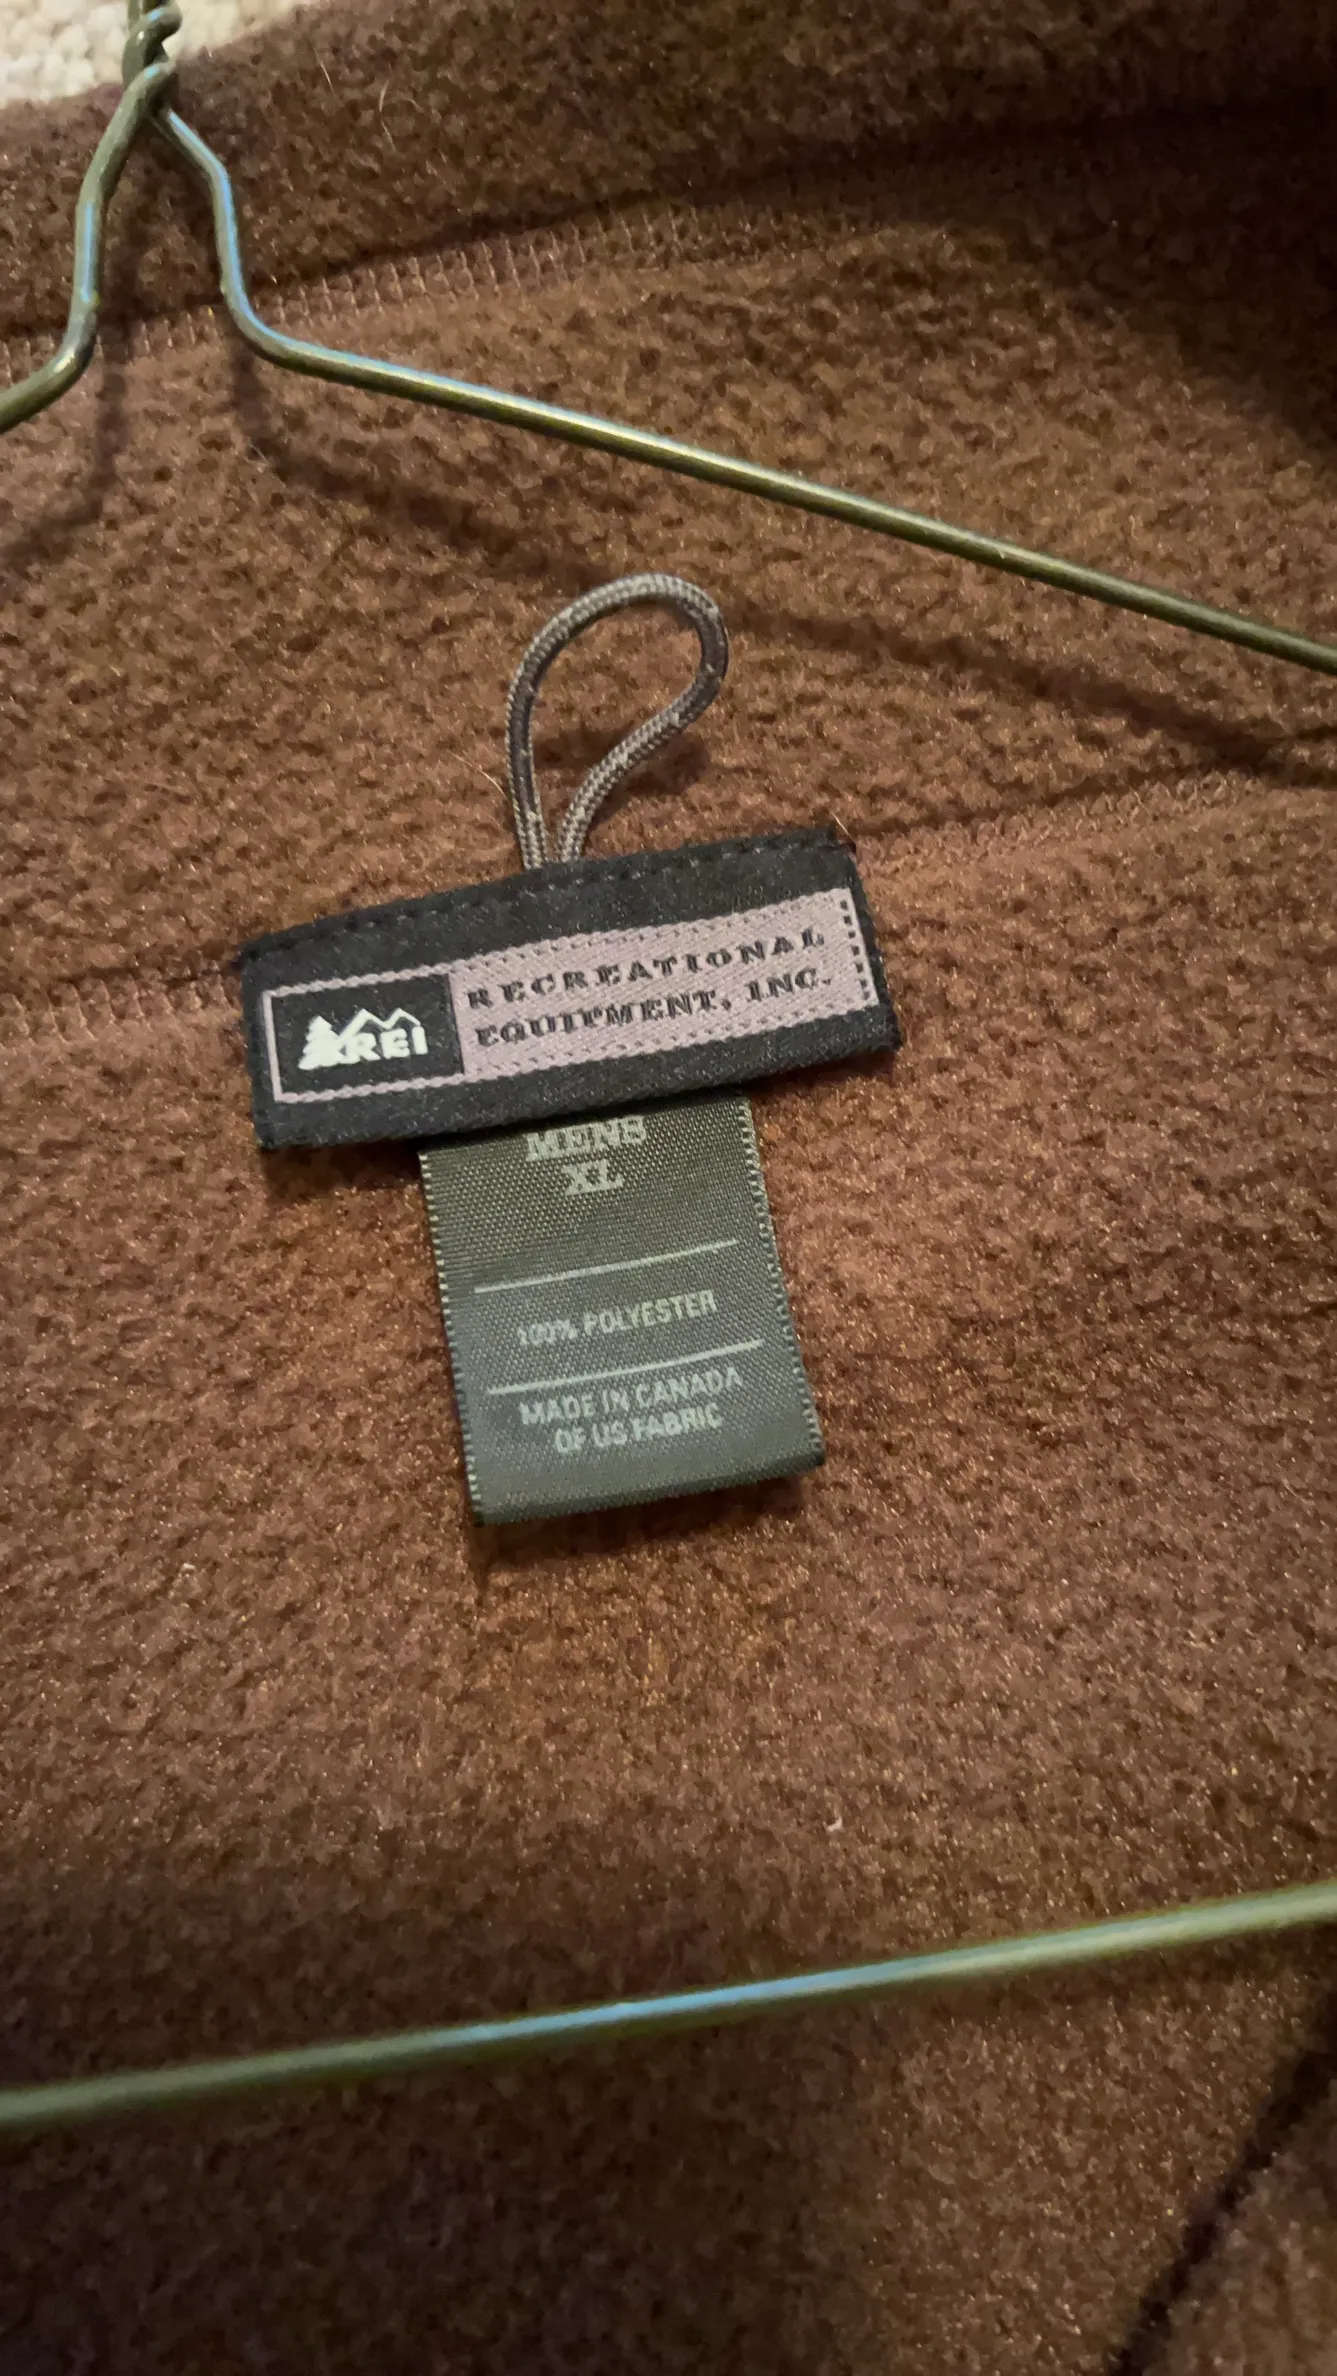 REI
RECREATIONAL
EQUIPMENT, INC.
MENS
XL
100% POLYESTER
MADE IN CANADA
OF US FABRIC